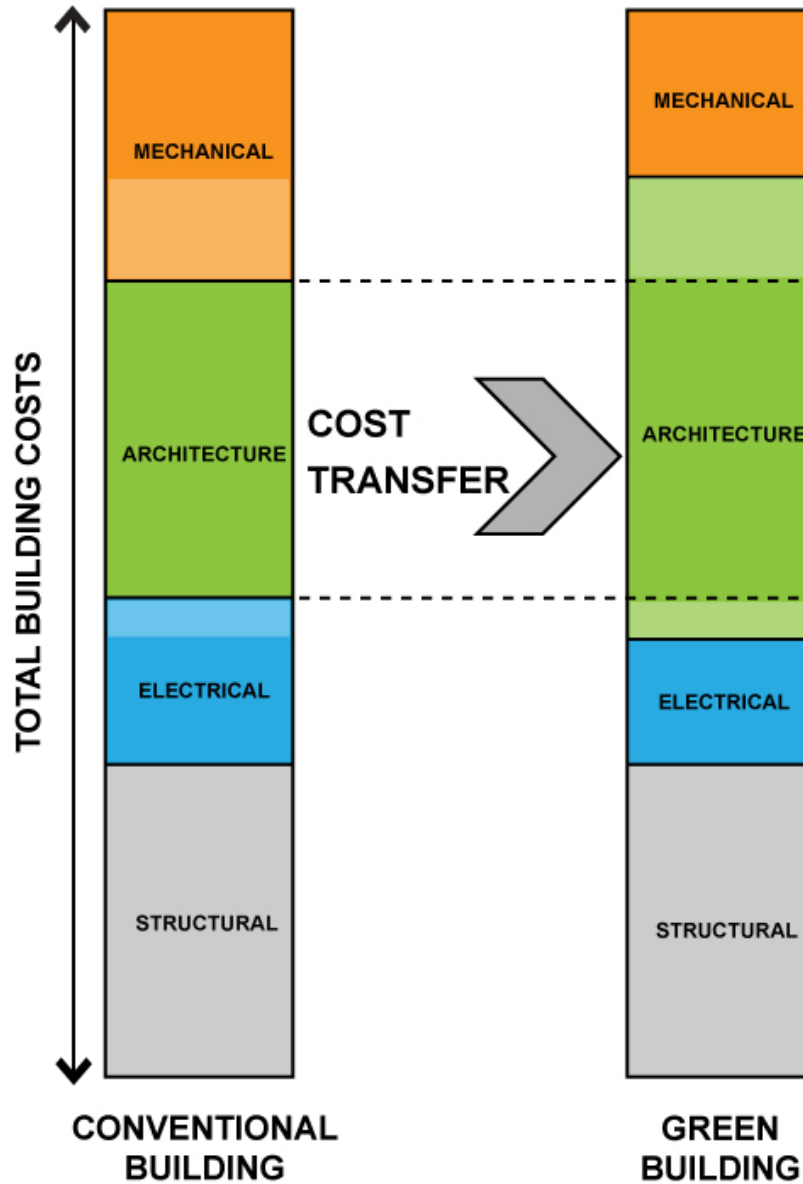 TOTAL BUILDING COSTS
MECHANICAL
ARCHITECTURE
ELECTRICAL
STRUCTURAL
CONVENTIONAL
BUILDING
COST
TRANSFER
MECHANICAL
ARCHITECTURE
ELECTRICAL
STRUCTURAL
GREEN
BUILDING